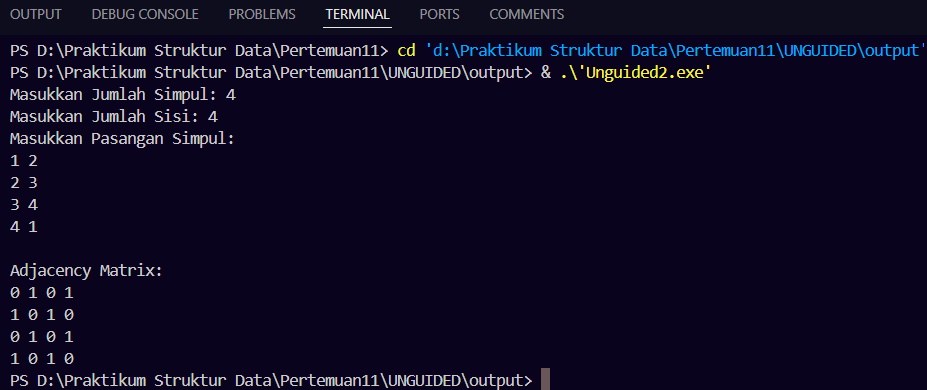 OUTPUT DEBUG CONSOLE PROBLEMS TERMINAL PORTS COMMENTS
PS D:\Praktikum Struktur Data\Pertemuan11> cd 'd:\Praktikum Struktur Data\Pertemuan11\UNGUIDED\output'
PS D:\Praktikum Struktur Data\Pertemuan11\UNGUIDED\output> & .\'Unguided2.exe'
Masukkan Jumlah Simpul: 4
Masukkan Jumlah Sisi: 4
Masukkan Pasangan Simpul:
1 2
2 3
3 4
4 1
Adjacency Matrix:
0 1 0 1
1 0 1 0
0 1 0 1
1 0 1 0
PS D:\Praktikum Struktur Data\Pertemuan11\UNGUIDED\output>